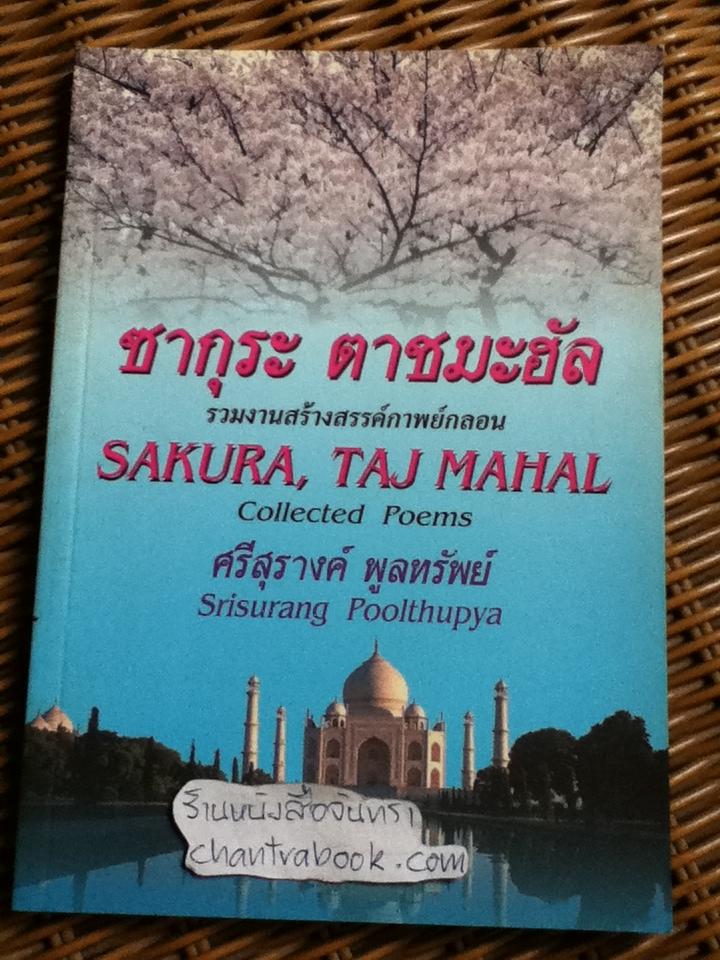 ซากุระ ตาชมะฮัล
รวมงานสร้างสรรค์กาพย์กลอน
SAKURA, TAJ MAHAL
Collected Poems
ศรีสุรางค์ พูลทรัพย์
Srisurang Poolthupya
ร้านหนังสือจันทรา
chantrabook.com